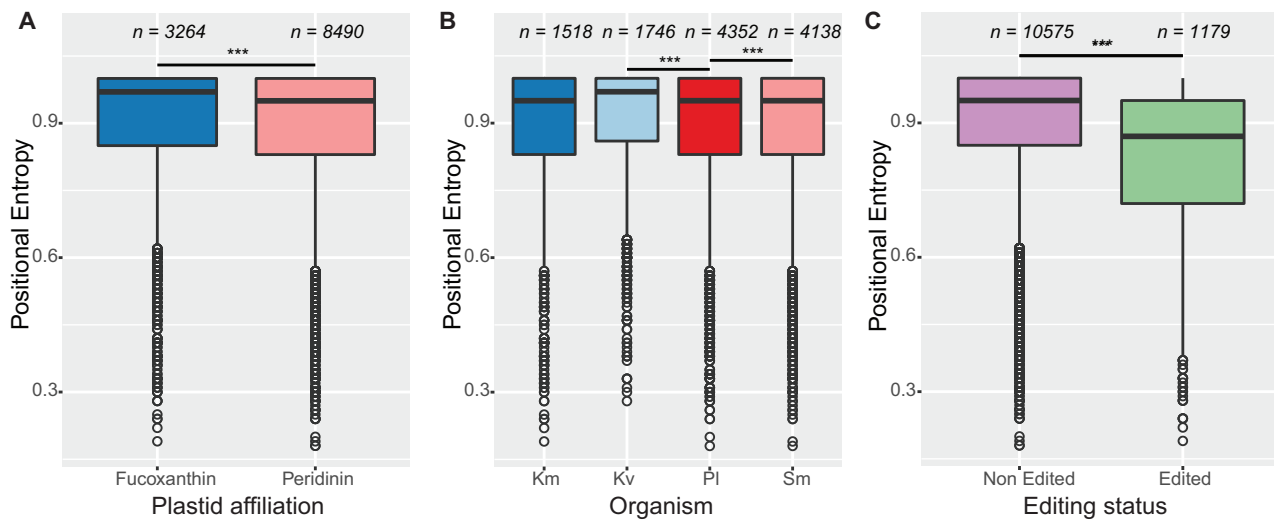 A
n = 3264
n = 8490
***
Positional Entropy
0.9
0.6
0.3
Fucoxanthin
Peridinin
Plastid affiliation
B
n = 1518
n = 1746
n = 4352
n = 4138
***
***
Positional Entropy
0.9
0.6
0.3
Km
Kv
Pl
Sm
Organism
C
n = 10575
n = 1179
***
Positional Entropy
0.9
0.6
0.3
Non Edited
Edited
Editing status